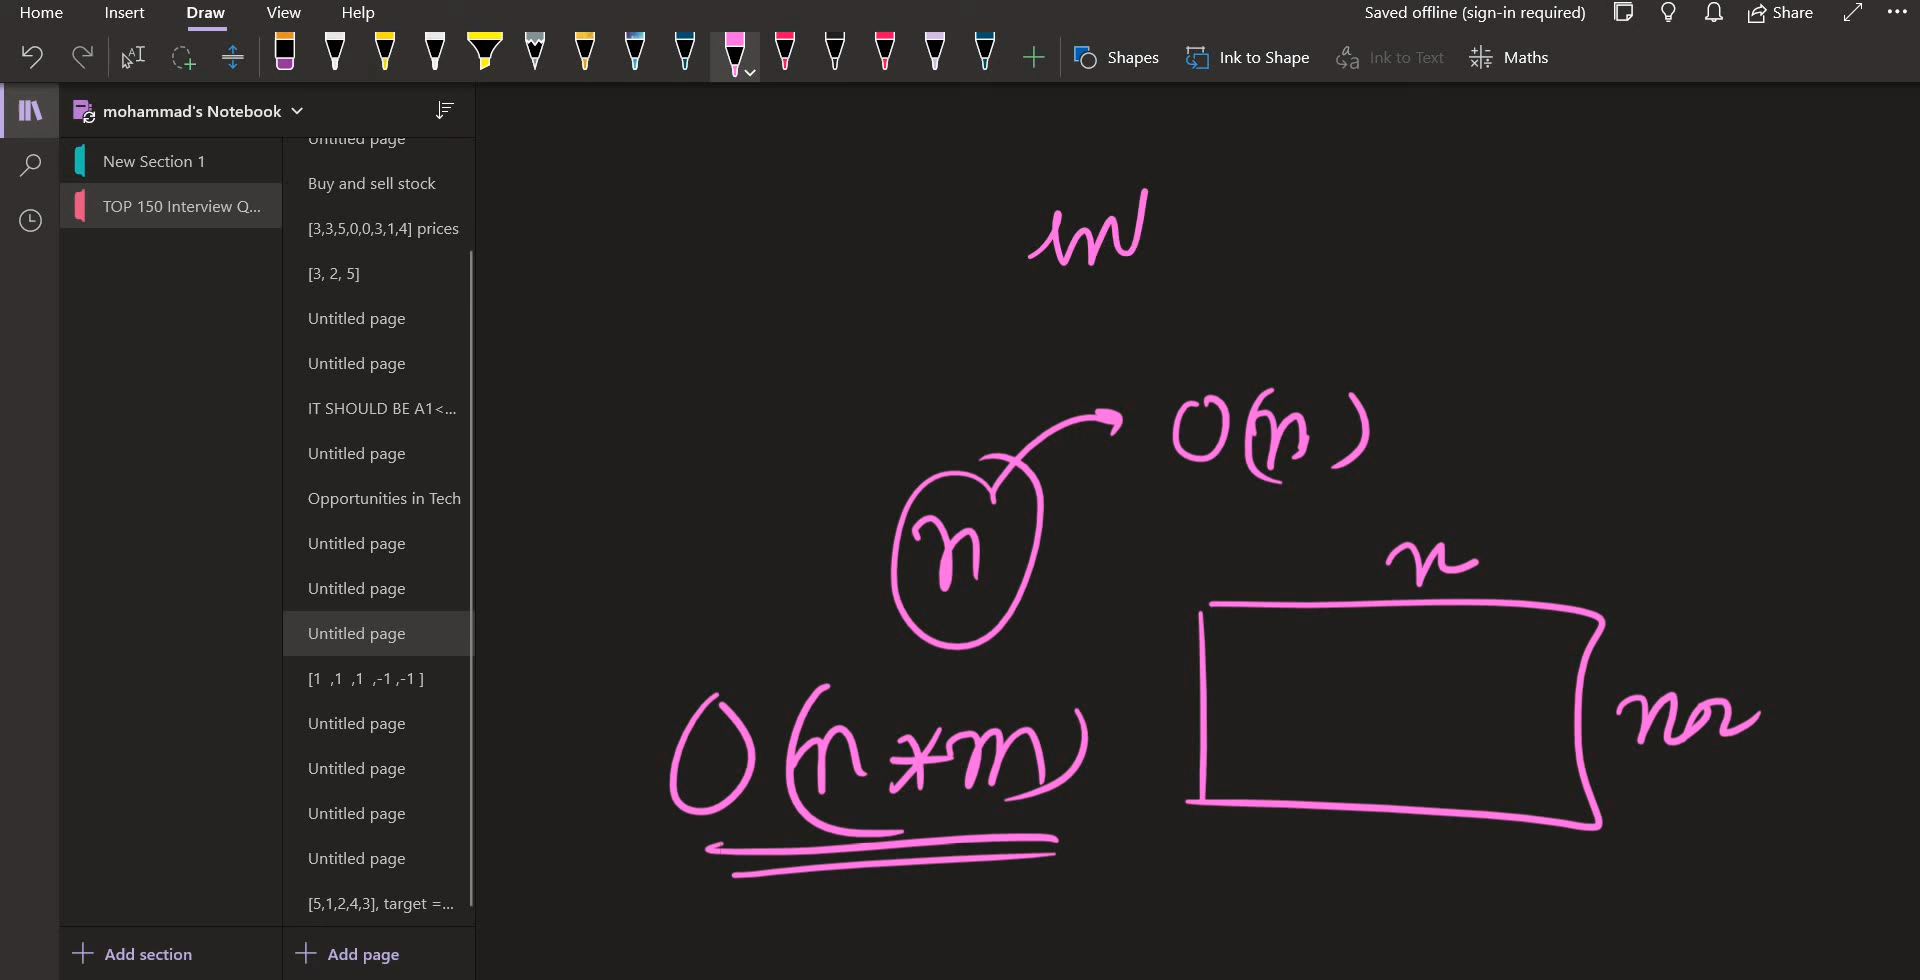 Home Insert Draw View Help Saved offline (sign-in required) Share
Shapes Ink to Shape Ink to Text Maths
mohammad's Notebook
New Section 1
TOP 150 Interview Q...
Untitled page
Buy and sell stock
[3,3,5,0,0,3,1,4] prices
[3, 2, 5]
Untitled page
Untitled page
IT SHOULD BE A1<...
Untitled page
Opportunities in Tech
Untitled page
Untitled page
Untitled page
[1 ,1 ,1 ,-1 ,-1 ]
Untitled page
Untitled page
Untitled page
Untitled page
[5,1,2,4,3], target =...
Add section
Add page
O(n)
n
n
O(n*m)